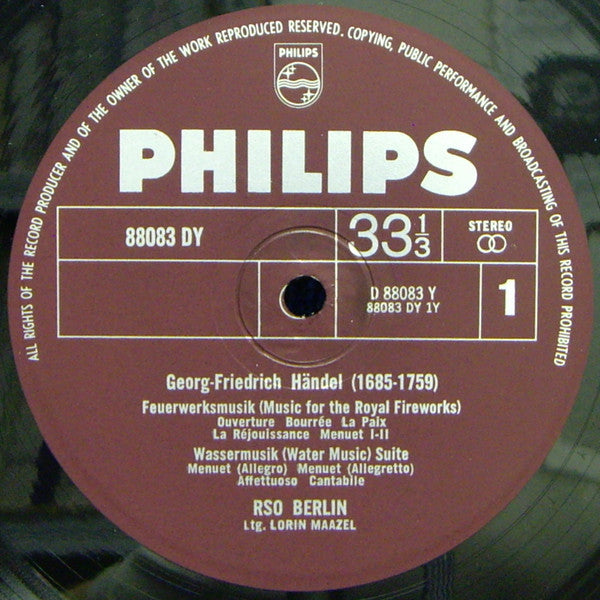 ALL RIGHTS OF THE RECORD PRODUCER AND OF THE OWNER OF THE WORK REPRODUCED RESERVED. COPYING, PUBLIC PERFORMANCE AND BROADCASTING OF THIS RECORD PROHIBITED
PHILIPS
PHILIPS
88083 DY
33 1/3
STEREO
D 88083 Y
88083 DY 1Y
1
Georg-Friedrich Händel (1685-1759)
Feuerwerksmusik (Music for the Royal Fireworks)
Ouverture Bourrée La Paix
La Réjouissance Menuet I-II
Wassermusik (Water Music) Suite
Menuet (Allegro) Menuet (Allegretto)
Affettuoso Cantabile
RSO BERLIN
Ltg. LORIN MAAZEL